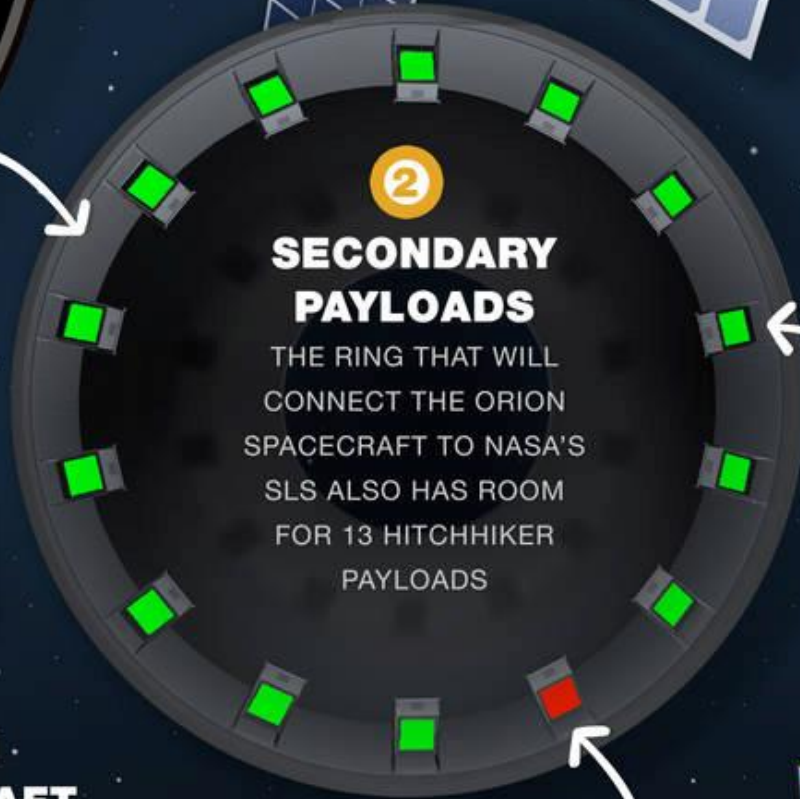 2
SECONDARY
PAYLOADS
THE RING THAT WILL
CONNECT THE ORION
SPACECRAFT TO NASA'S
SLS ALSO HAS ROOM
FOR 13 HITCHHIKER
PAYLOADS
AFT